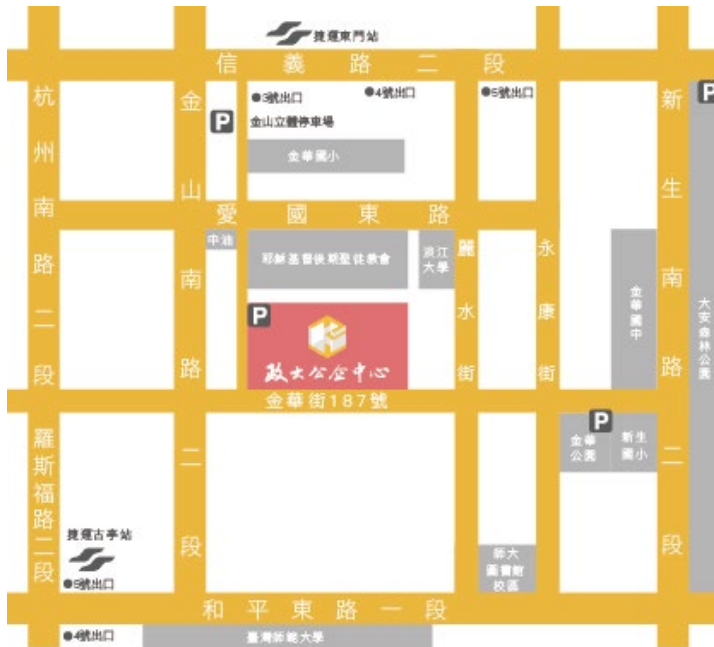 捷運東門站
信義路二段
3號出口
4號出口
5號出口
P
P
金山立體停車場
金華國小
杭州南路二段
金山南路二段
新生南路二段
愛國東路
中油
耶穌基督後期聖徒教會
淡江
大學
麗水街
永康街
金華國中
大安森林公園
P
政大公企中心
金華街187號
P
金華
公園
新生
國小
羅斯福路二段
捷運古亭站
5號出口
師大
圖書館
校區
和平東路一段
4號出口
臺灣師範大學